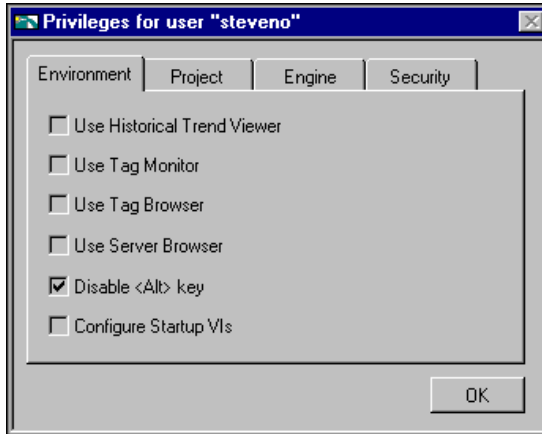 Privileges for user "steveno"
Environment Project Engine Security
Use Historical Trend Viewer
Use Tag Monitor
Use Tag Browser
Use Server Browser
Disable <Alt> key
Configure Startup VIs
OK